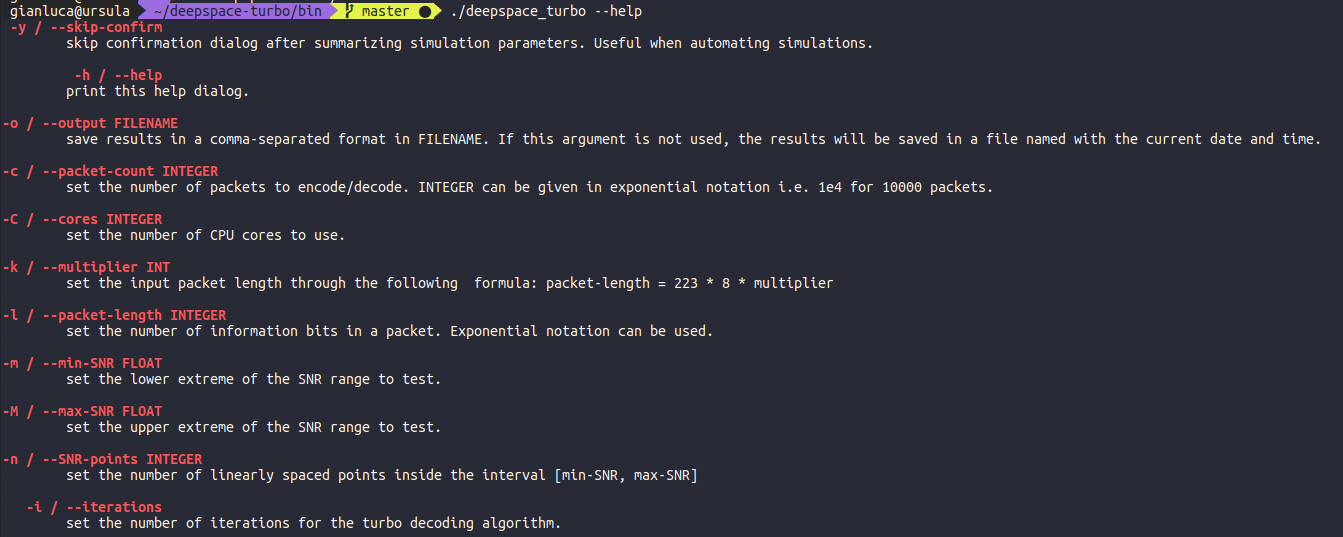 gianluca@ursula ~/deepspace-turbo/bin master ● ./deepspace_turbo --help
-y / --skip-confirm
skip confirmation dialog after summarizing simulation parameters. Useful when automating simulations.
-h / --help
print this help dialog.
-o / --output FILENAME
save results in a comma-separated format in FILENAME. If this argument is not used, the results will be saved in a file named with the current date and time.
-c / --packet-count INTEGER
set the number of packets to encode/decode. INTEGER can be given in exponential notation i.e. 1e4 for 10000 packets.
-C / --cores INTEGER
set the number of CPU cores to use.
-k / --multiplier INT
set the input packet length through the following  formula: packet-length = 223 * 8 * multiplier
-l / --packet-length INTEGER
set the number of information bits in a packet. Exponential notation can be used.
-m / --min-SNR FLOAT
set the lower extreme of the SNR range to test.
-M / --max-SNR FLOAT
set the upper extreme of the SNR range to test.
-n / --SNR-points INTEGER
set the number of linearly spaced points inside the interval [min-SNR, max-SNR]
-i / --iterations
set the number of iterations for the turbo decoding algorithm.